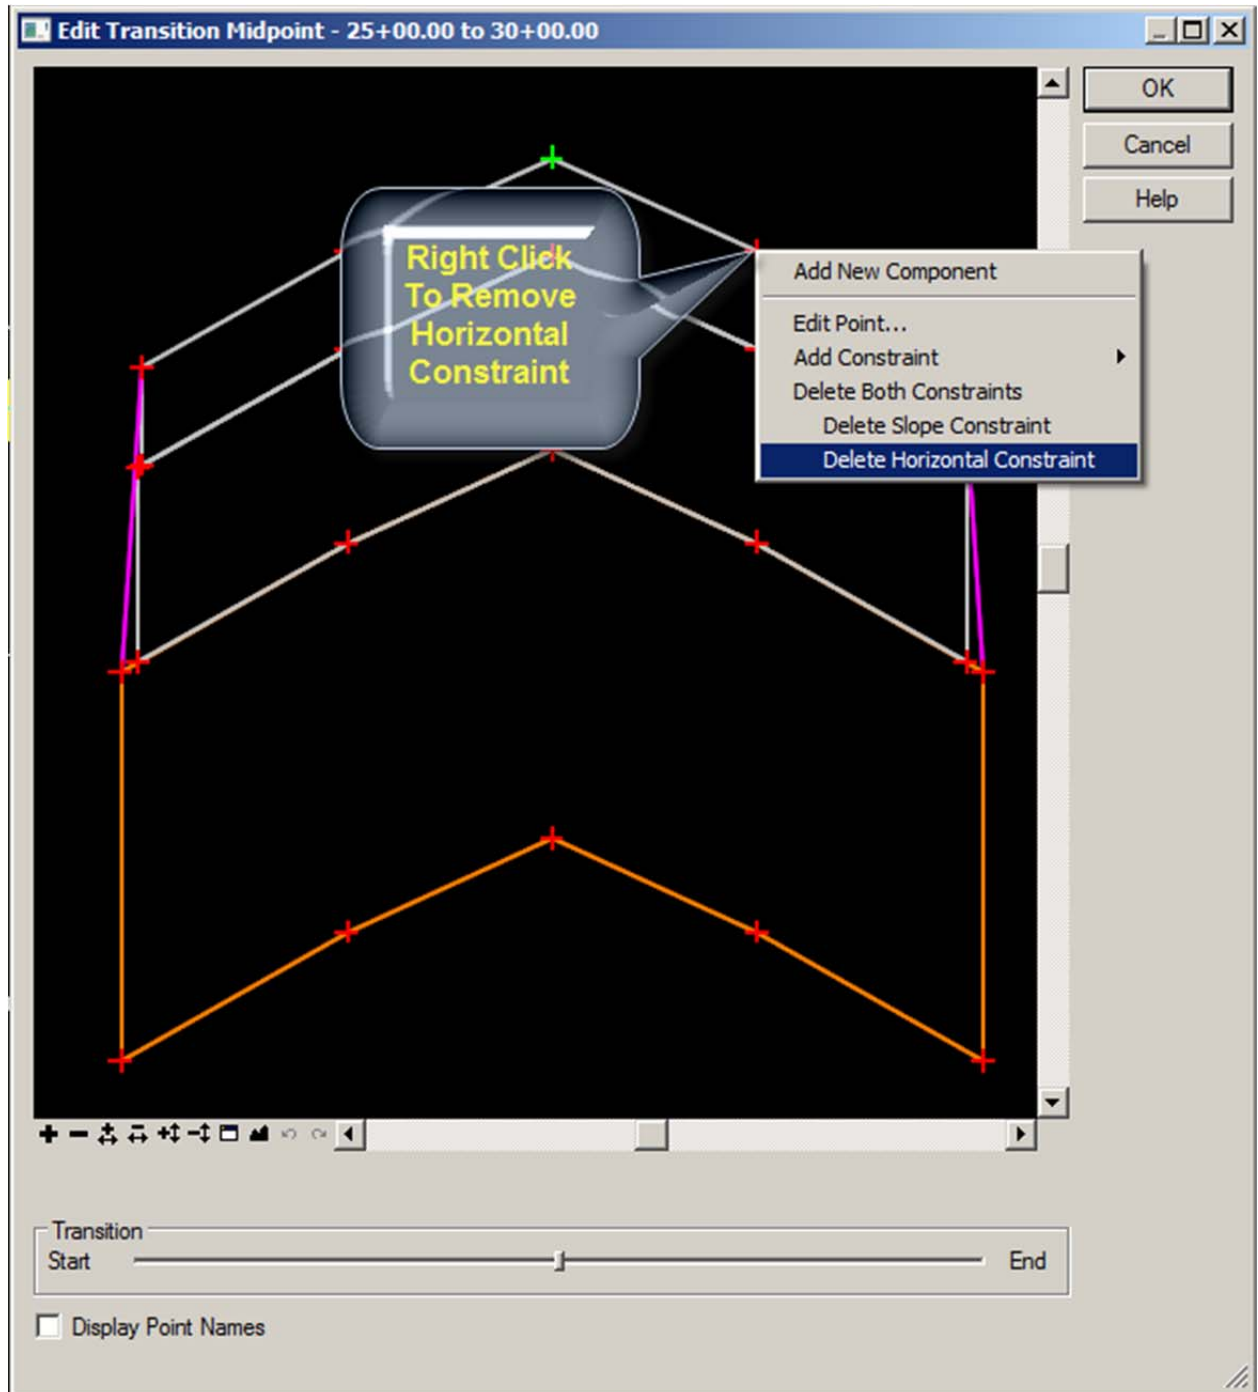 Edit Transition Midpoint - 25+00.00 to 30+00.00
OK
Cancel
Help
Right Click
To Remove
Horizontal
Constraint
Add New Component
Edit Point...
Add Constraint
Delete Both Constraints
Delete Slope Constraint
Delete Horizontal Constraint
Transition
Start
End
Display Point Names